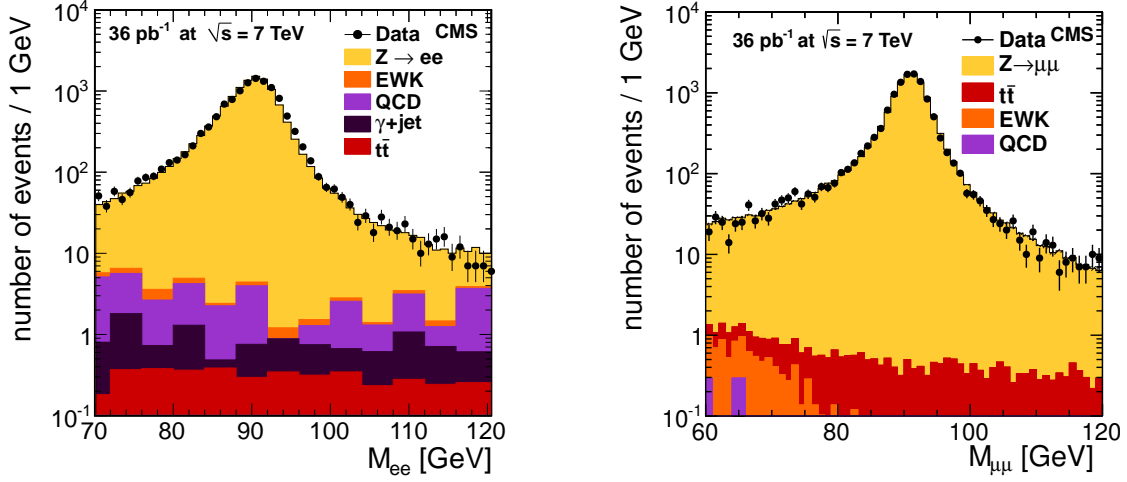 number of events / 1 GeV
10⁴
10³
10²
10
1
10⁻¹
36 pb⁻¹ at √s = 7 TeV
Data CMS
Z → ee
EWK
QCD
γ+jet
tt̄
70 80 90 100 110 120
M_ee [GeV]
number of events / 1 GeV
10⁴
10³
10²
10
1
10⁻¹
36 pb⁻¹ at √s = 7 TeV
Data CMS
Z→μμ
tt̄
EWK
QCD
60 80 100 120
M_μμ [GeV]